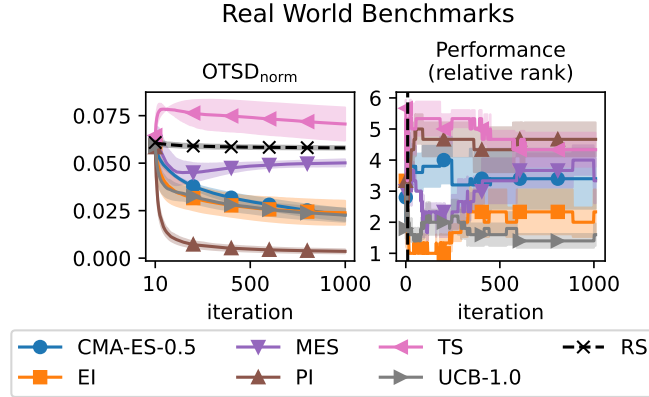 Real World Benchmarks
OTSDnorm
Performance
(relative rank)
0.075
0.050
0.025
0.000
10
500
1000
iteration
6
5
4
3
2
1
0
500
1000
iteration
CMA-ES-0.5
MES
TS
RS
EI
PI
UCB-1.0